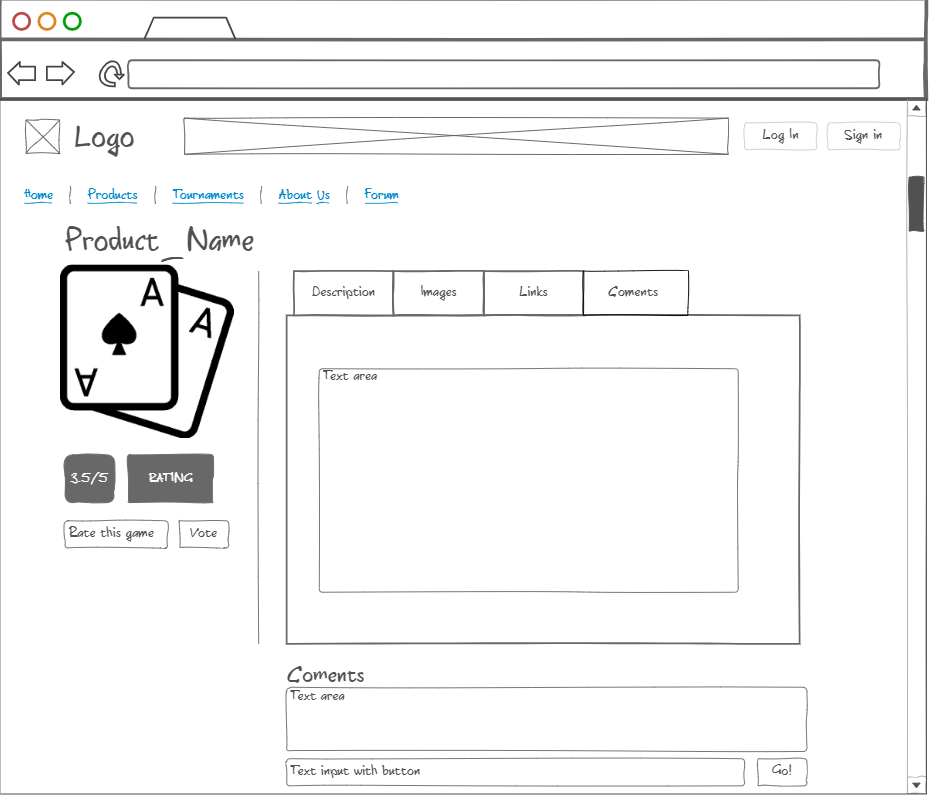 Logo
Log In
Sign in
Home | Products | Tournaments | About Us | Forum
Product_Name
A
A
A
Description
Images
Links
Coments
Text area
3.5/5
RATING
Rate this game
Vote
Coments
Text area
Text input with button
Go!